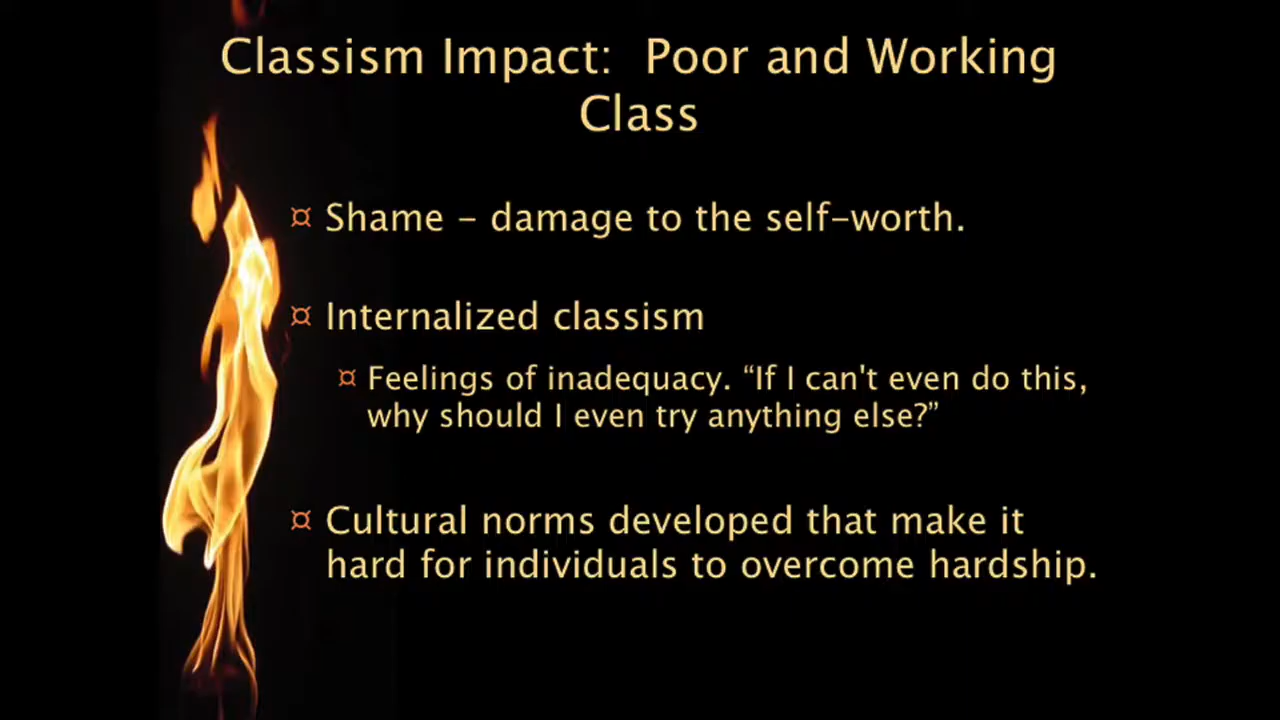 Classism Impact:  Poor and Working
Class
¤ Shame – damage to the self-worth.
¤ Internalized classism
¤ Feelings of inadequacy. “If I can't even do this,
why should I even try anything else?”
¤ Cultural norms developed that make it
hard for individuals to overcome hardship.